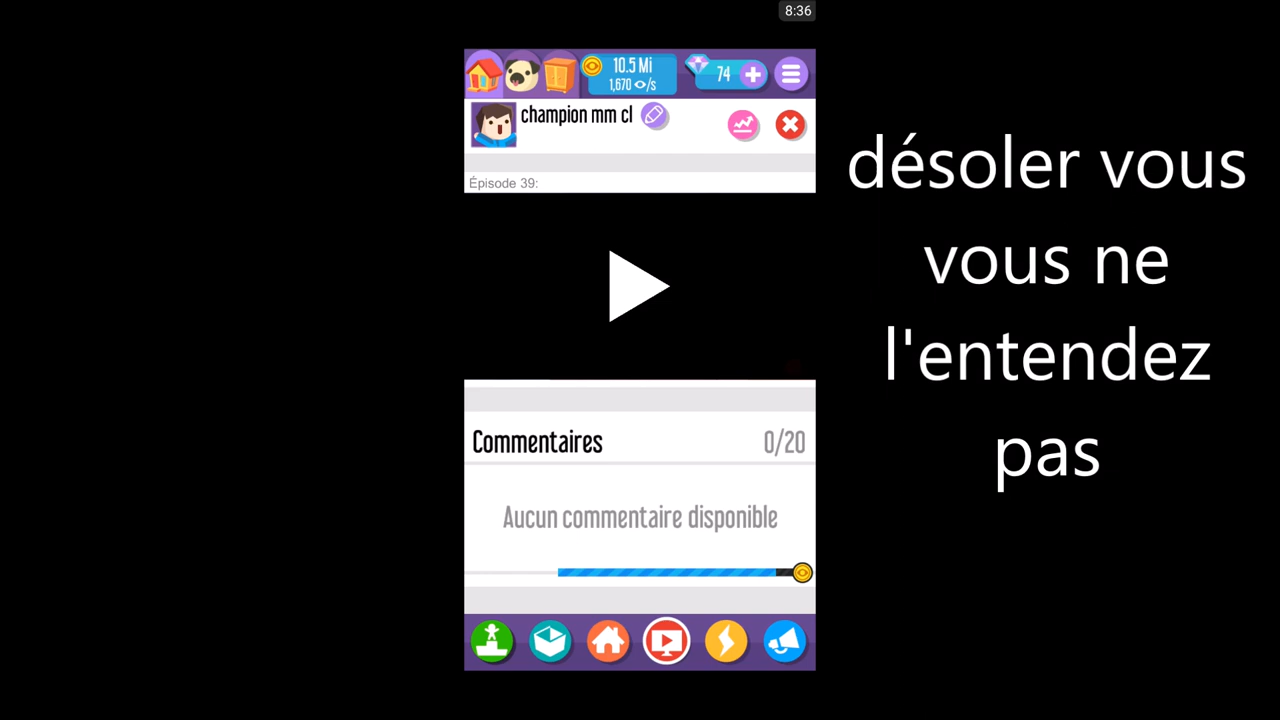 8:36
10.5 Mi
1,670 /s
74
champion mm cl
Épisode 39:
désoler vous
vous ne
l'entendez
pas
Commentaires 0/20
Aucun commentaire disponible